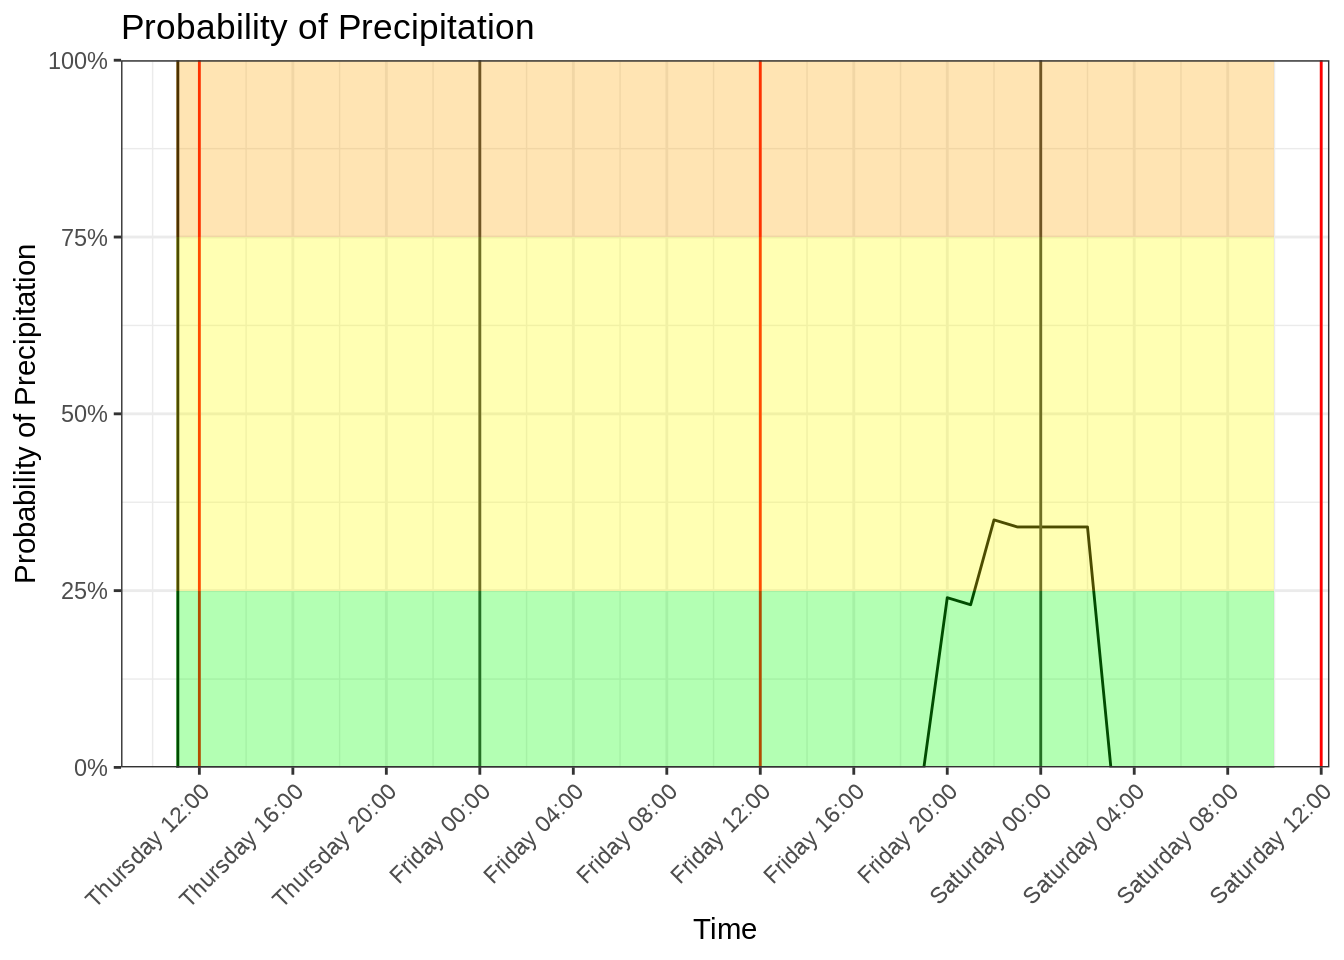 Probability of Precipitation
Probability of Precipitation
100%
75%
50%
25%
0%
Thursday 12:00
Thursday 16:00
Thursday 20:00
Friday 00:00
Friday 04:00
Friday 08:00
Friday 12:00
Friday 16:00
Friday 20:00
Saturday 00:00
Saturday 04:00
Saturday 08:00
Saturday 12:00
Time